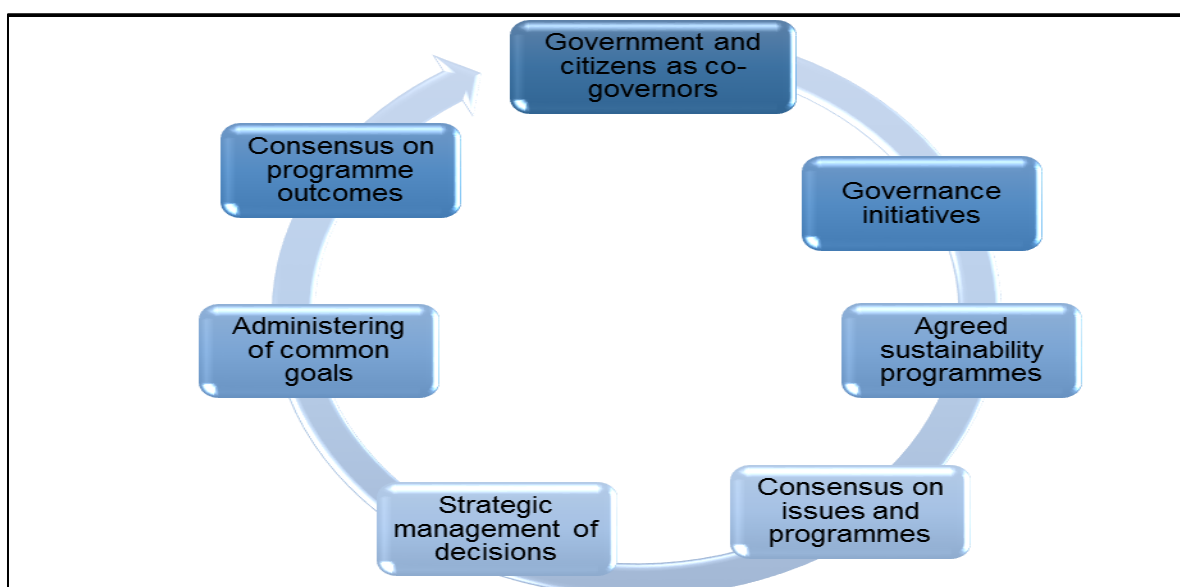 Government and
citizens as co-
governors
Governance
initiatives
Agreed
sustainability
programmes
Consensus on
issues and
programmes
Strategic
management of
decisions
Administering
of common
goals
Consensus on
programme
outcomes